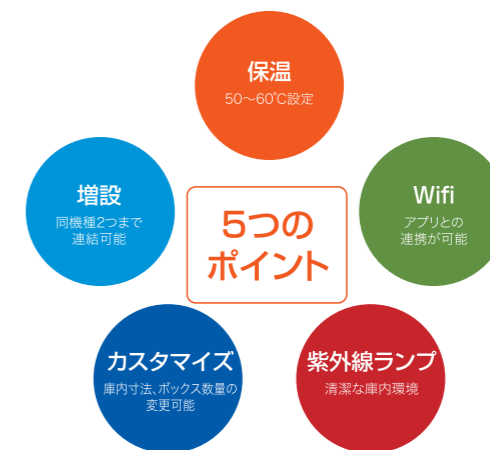 保温
50～60℃設定
増設
同機種2つまで
連結可能
Wifi
アプリとの
連携が可能
5つの
ポイント
カスタマイズ
庫内寸法、ボックス数量の
変更可能
紫外線ランプ
清潔な庫内環境